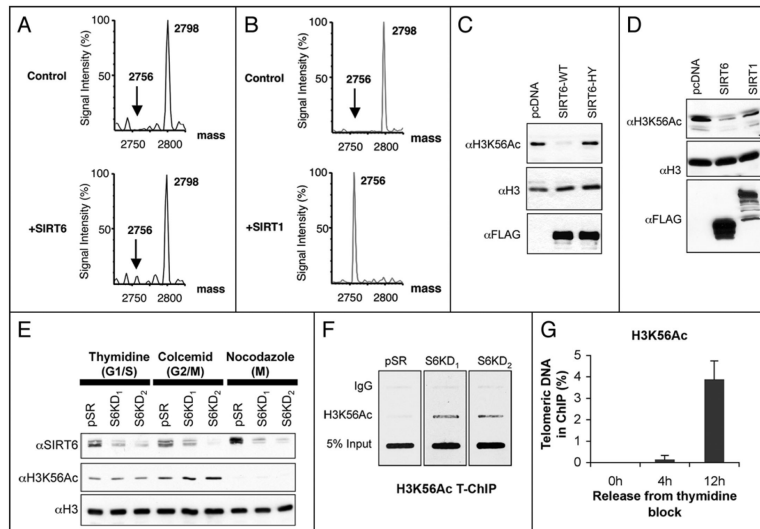 A
Signal Intensity (%)
100
50
Control
2756
2798
2750
2800
mass
Signal Intensity (%)
100
50
+SIRT6
2756
2798
2750
2800
mass
B
Signal Intensity (%)
100
50
Control
2756
2798
2750
2800
mass
Signal Intensity (%)
100
50
+SIRT1
2756
2750
2800
mass
C
pcDNA
SIRT6-WT
SIRT6-HY
αH3K56Ac
αH3
αFLAG
D
pcDNA
SIRT6
SIRT1
αH3K56Ac
αH3
αFLAG
E
Thymidine Colcemid Nocodazole
(G1/S) (G2/M) (M)
pSR
S6KD1
S6KD2
pSR
S6KD1
S6KD2
pSR
S6KD1
S6KD2
αSIRT6
αH3K56Ac
αH3
F
pSR S6KD1 S6KD2
IgG
H3K56Ac
5% Input
H3K56Ac T-ChIP
G
H3K56Ac
Telomeric DNA
in ChIP (%)
5
4
3
2
1
0
0h 4h 12h
Release from thymidine
block